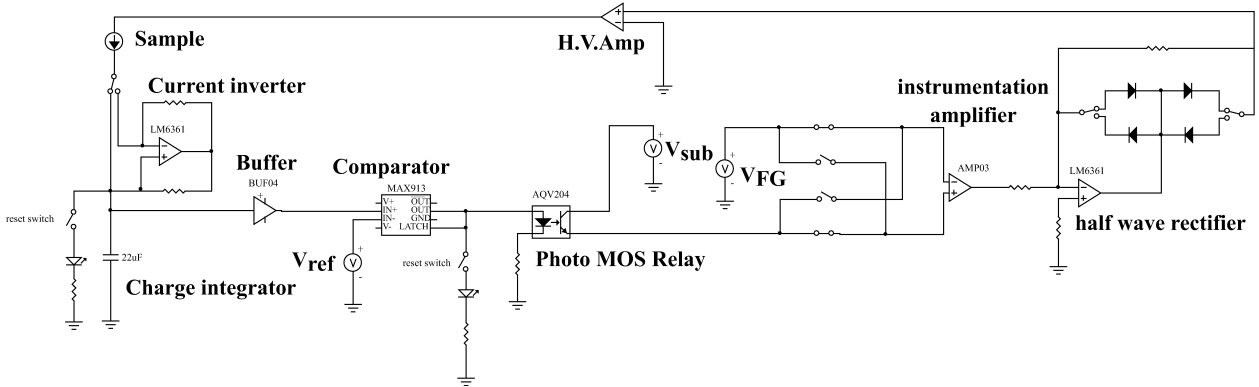 Sample
H.V.Amp
Current inverter
LM6361
instrumentation
amplifier
Buffer
BUF04
Comparator
MAX913
V+ OUT
IN+ OUT
IN- GND
V- LATCH
+
-
Vsub
V
+
-
VFG
V
AQV204
AMP03
LM6361
reset switch
22uF
Charge integrator
Vref
V
+
-
reset switch
Photo MOS Relay
half wave rectifier